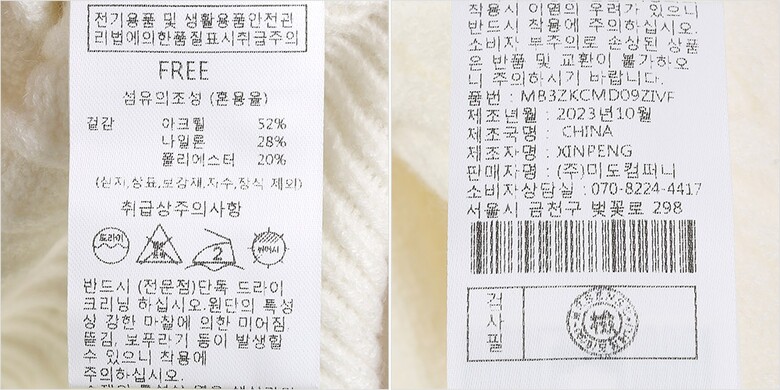 전기용품 및 생활용품안전관
리법에의한품질표시취급주의
FREE
섬유의조성 (혼용율)
겉감 아크릴 52%
나일론 28%
폴리에스터 20%
(심지,상표,보강재,자수,장식 제외)
취급상주의사항
드라이
2
반드시 (전문점)단독 드라이
크리닝 하십시오.원단의 특성
상 강한 마찰에 의한 미어짐,
뜯김, 보푸라기 등이 발생할
수 있으니 착용에
주의하십시오.
착용시 이염의 우려가 있으니
반드시 착용에 주의하십시오.
소비자 부주의로 손상된 상품
은 반품 및 교환이 불가하오
니 주의하시기 바랍니다.
품번 : MB3ZKCMD09ZIVF
제조년월 : 2023년10월
제조국명 : CHINA
제조자명 : XINPENG
판매자명 : (주)미도컴퍼니
소비자상담실 : 070-8224-4417
서울시 금천구 벚꽃로 298
검사필